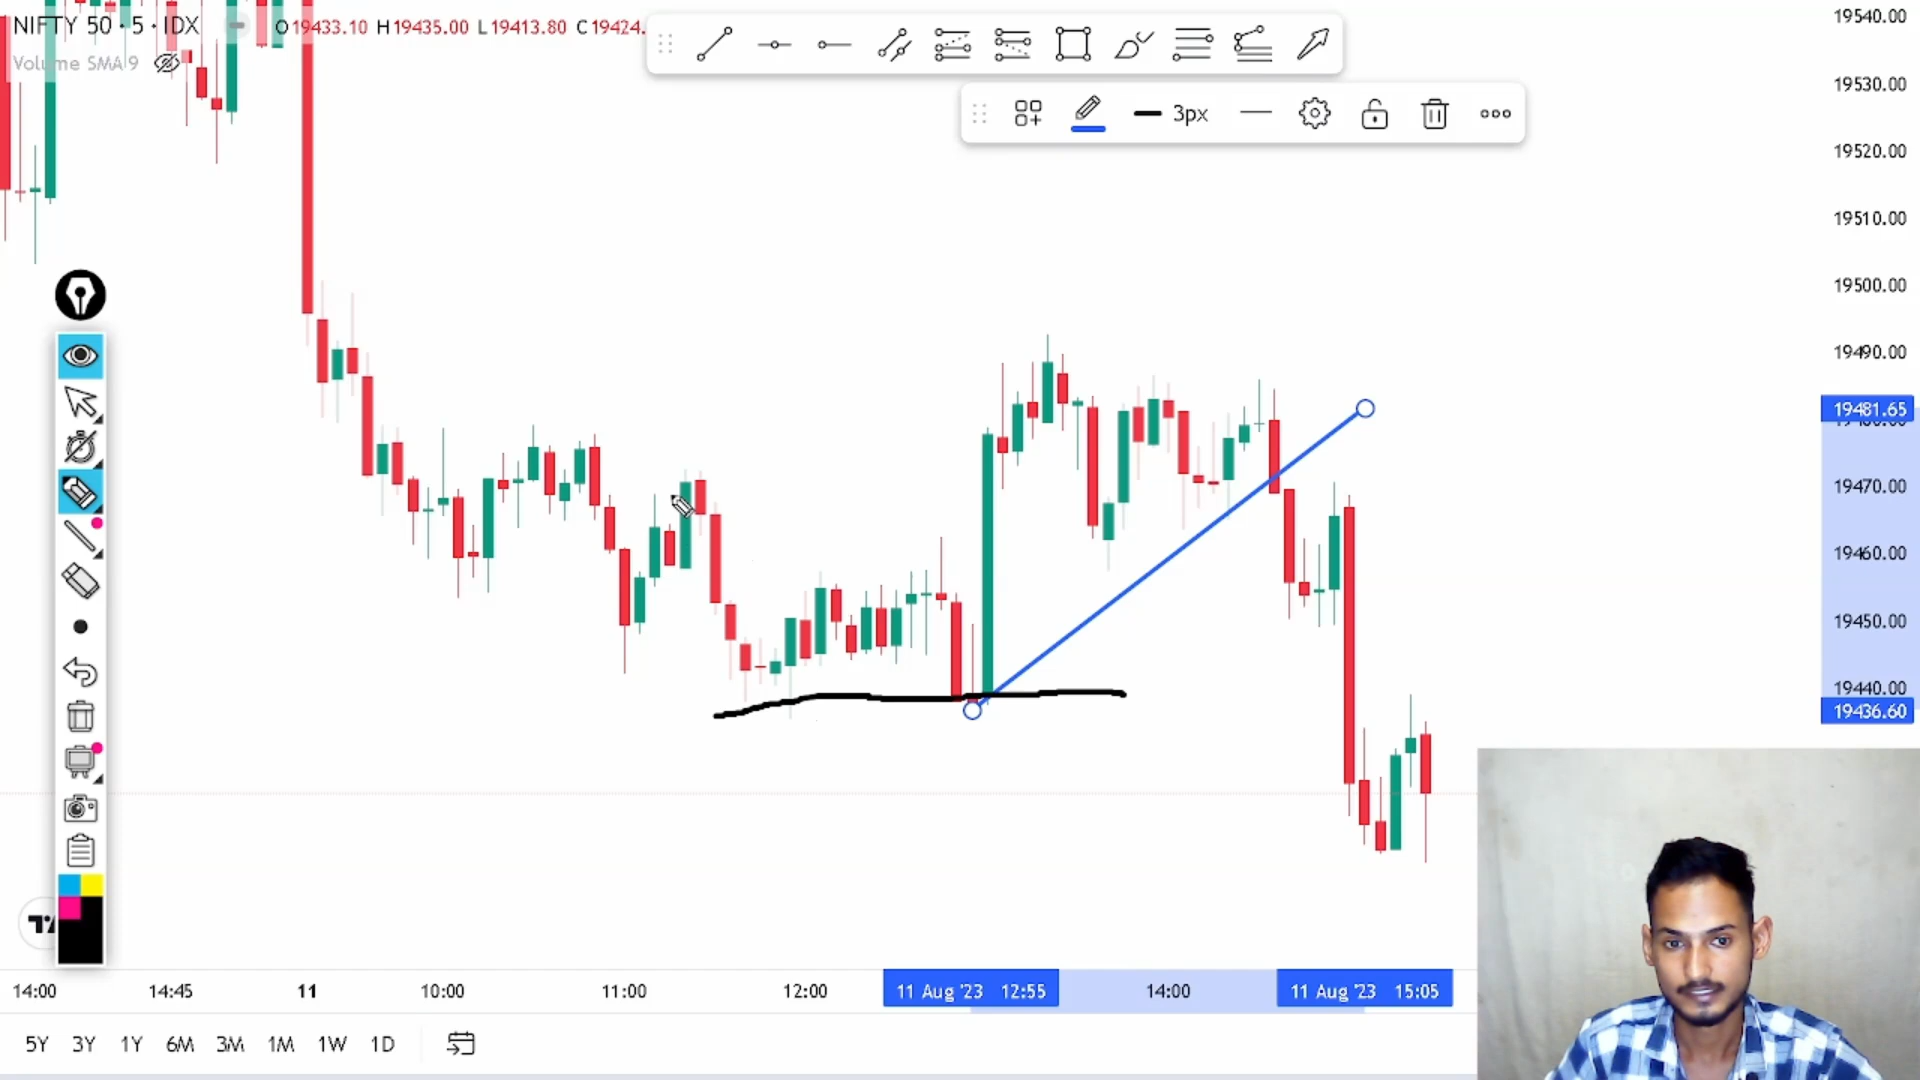 NIFTY 50 · 5 · IDX O19433.10 H19435.00 L19413.80 C19424.
Volume SMA 9
3px
19540.00
19530.00
19520.00
19510.00
19500.00
19490.00
19481.65
19470.00
19460.00
19450.00
19440.00
19436.60
14:00 14:45 11 10:00 11:00 12:00 11 Aug '23 12:55 14:00 11 Aug '23 15:05
5Y 3Y 1Y 6M 3M 1M 1W 1D